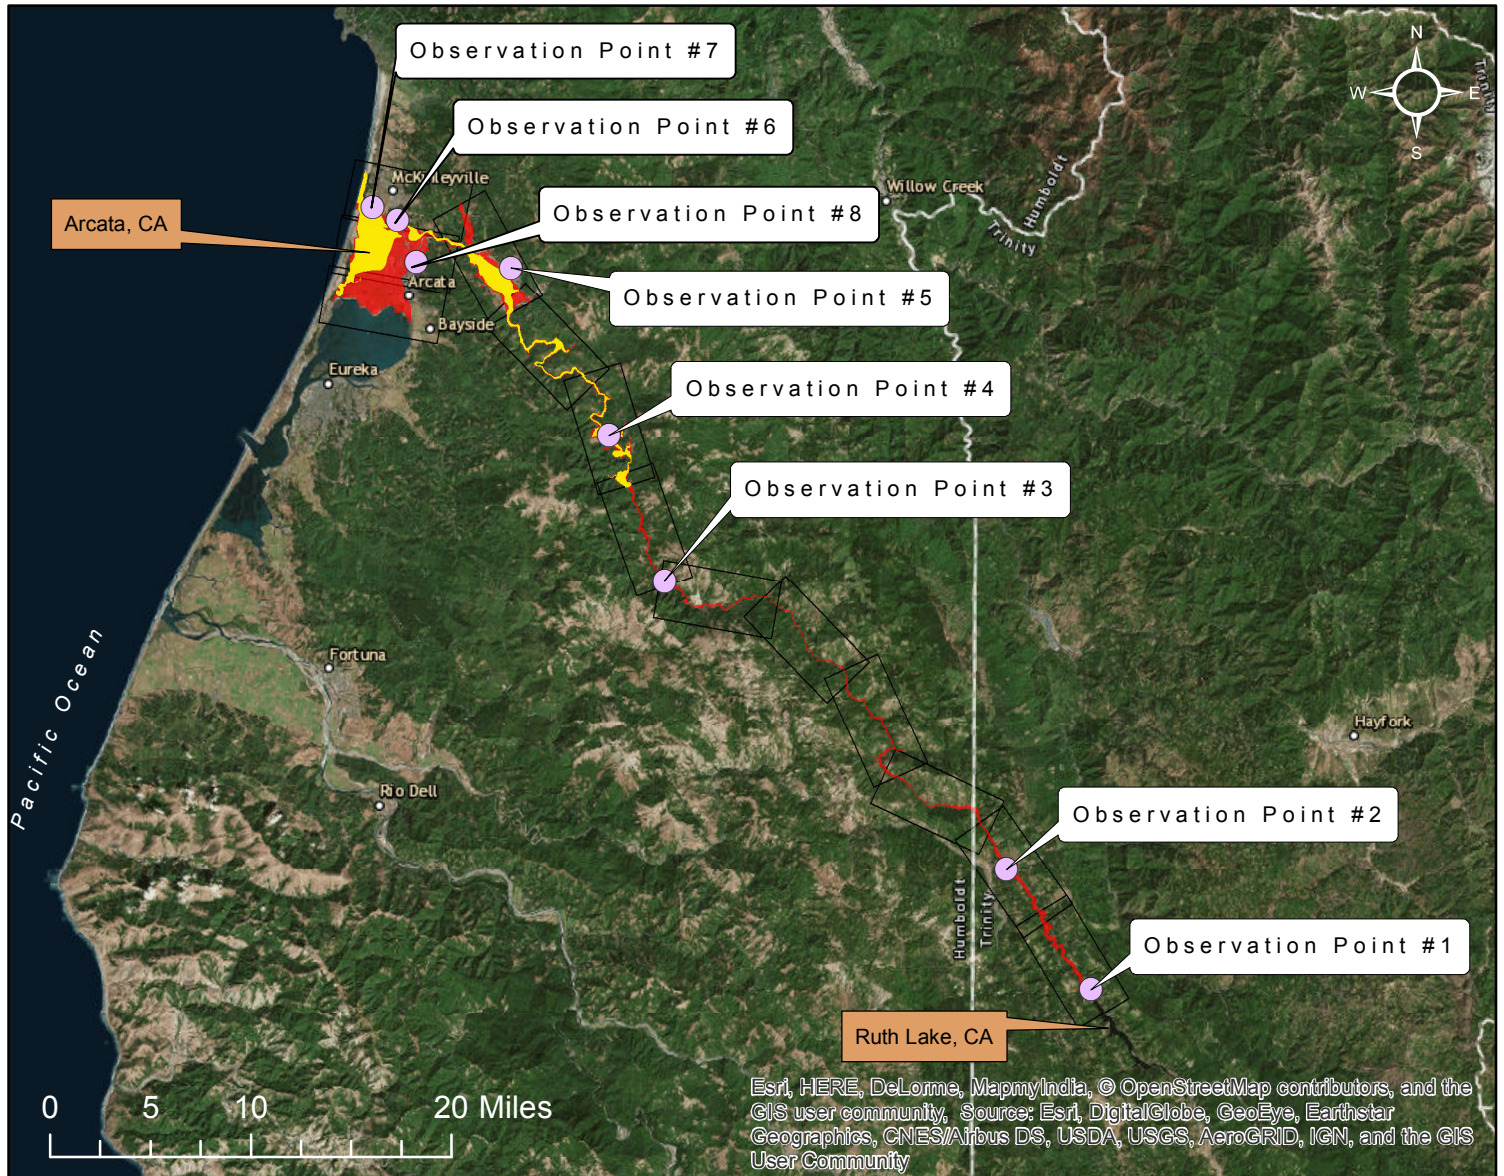 Observation Point #7
N
W E
S
Trinity
Observation Point #6
McKinleyville
Willow Creek
Humboldt
Trinity
Arcata, CA
Observation Point #8
Arcata
Observation Point #5
Bayside
Eureka
Observation Point #4
Observation Point #3
Pacific Ocean
Fortuna
Hayfork
Rio Dell
Observation Point #2
Humboldt
Trinity
Observation Point #1
Ruth Lake, CA
0 5 10 20 Miles
Esri, HERE, DeLorme, MapmyIndia, © OpenStreetMap contributors, and the
GIS user community, Source: Esri, DigitalGlobe, GeoEye, Earthstar
Geographics, CNES/Airbus DS, USDA, USGS, AeroGRID, IGN, and the GIS
User Community